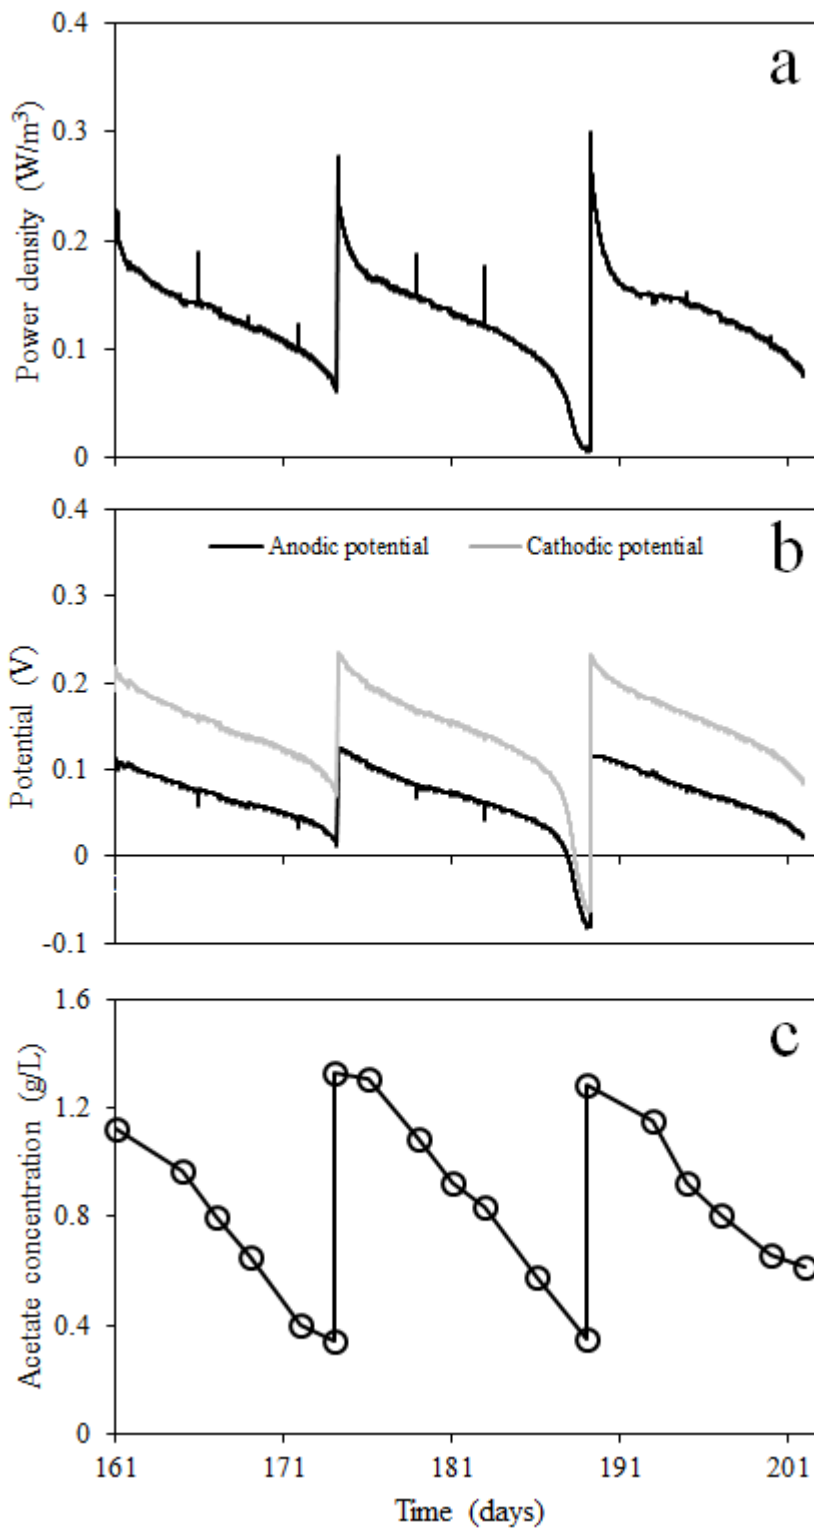 a
Power density (W/m³)
0.4
0.3
0.2
0.1
0
b
Anodic potential
Cathodic potential
Potential (V)
0.4
0.3
0.2
0.1
0
-0.1
c
Acetate concentration (g/L)
1.6
1.2
0.8
0.4
0
161 171 181 191 201
Time (days)